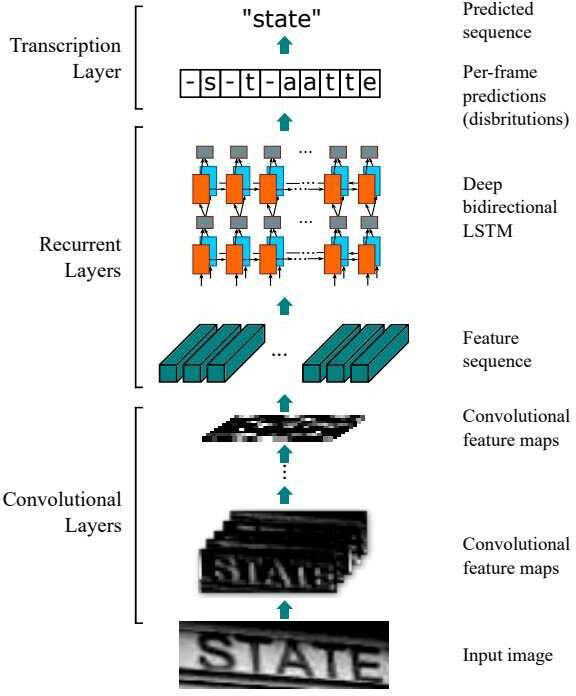 "state"
Predicted
sequence
Transcription
Layer
-s-t-aatte
Per-frame
predictions
(disbritutions)
Recurrent
Layers
...
...
Deep
bidirectional
LSTM
...
Feature
sequence
Convolutional
feature maps
Convolutional
Layers
STATE
Convolutional
feature maps
STATE
Input image